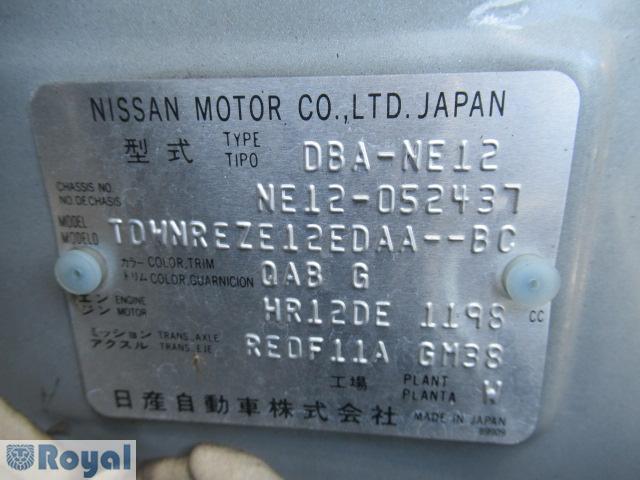 NISSAN MOTOR CO.,LTD. JAPAN
型式 TYPE TIPO DBA-NE12
CHASSIS NO. NO. DE CHASIS NE12-052437
MODEL MODELO TDWNREZE12EDAA--BC
カラー COLOR, TRIM トリム COLOR, GUARNICION QAB G
エンジン ENGINE MOTOR HR12DE 1198 CC
ミッション TRANS., AXLE アクスル TRANS., EJE RE0F11A GM38
工場 PLANT PLANTA W
日産自動車株式会社 MADE IN JAPAN
Royal